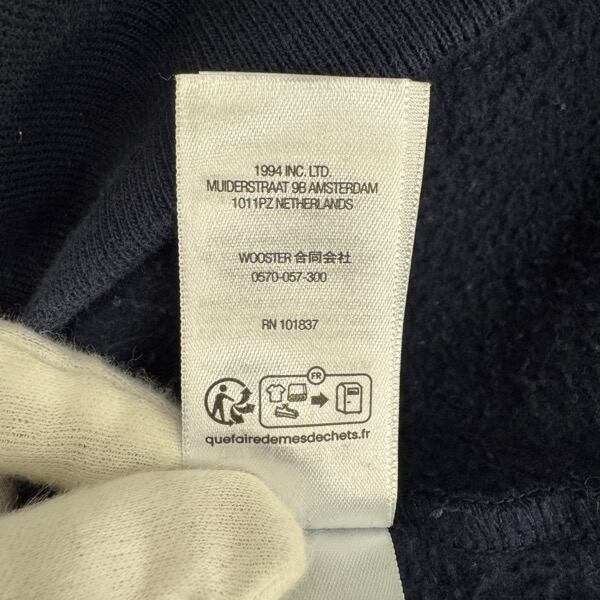 1994 INC. LTD.
MUIDERSTRAAT 9B AMSTERDAM
1011PZ NETHERLANDS
WOOSTER 合同会社
0570-057-300
RN 101837
FR
quefairedemesdechets.fr